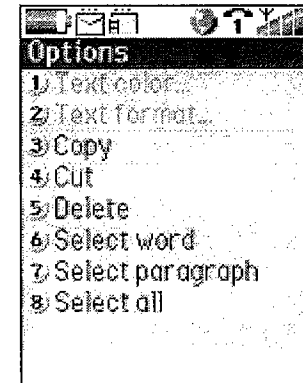 Options
1 Text color...
2 Text format...
3 Copy
4 Cut
5 Delete
6 Select word
7 Select paragraph
8 Select all